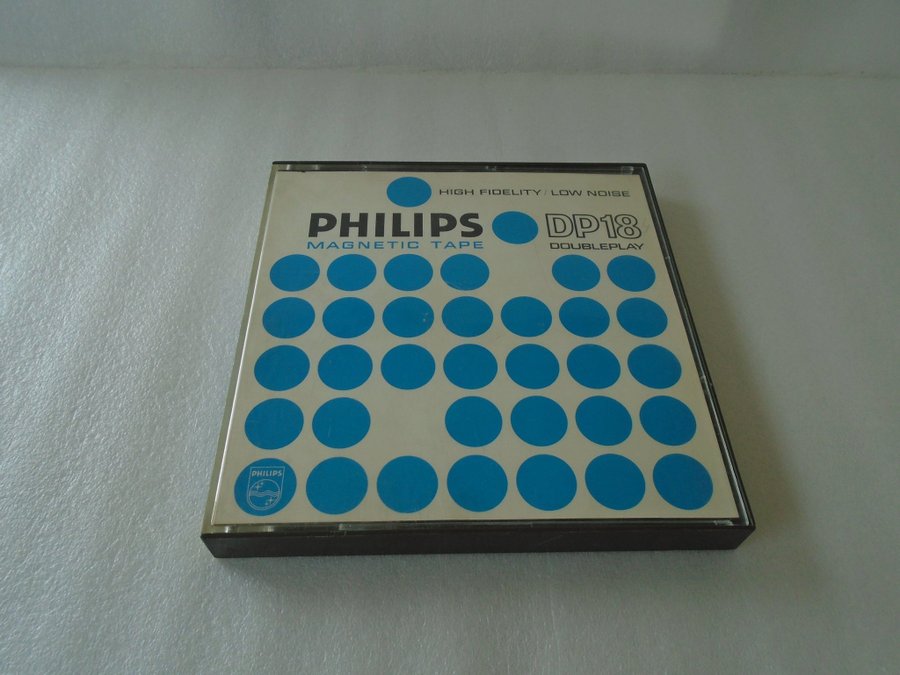 HIGH FIDELITY / LOW NOISE
PHILIPS
DP18
MAGNETIC TAPE
DOUBLEPLAY
PHILIPS